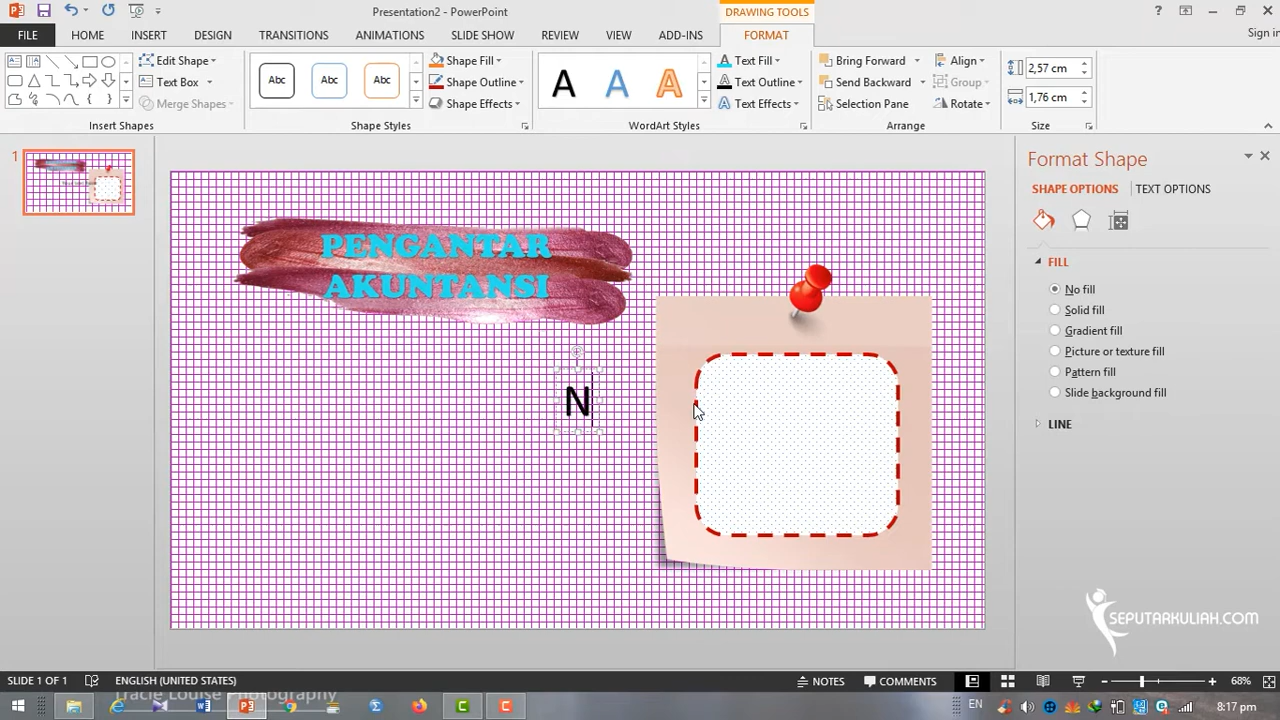 Presentation2 - PowerPoint
DRAWING TOOLS
?
FILE
HOME
INSERT
DESIGN
TRANSITIONS
ANIMATIONS
SLIDE SHOW
REVIEW
VIEW
ADD-INS
FORMAT
Sign in
Edit Shape
Text Box
Merge Shapes
Insert Shapes
Abc
Abc
Abc
Shape Fill
Shape Outline
Shape Effects
Shape Styles
A
A
A
Text Fill
Text Outline
Text Effects
WordArt Styles
Bring Forward
Send Backward
Selection Pane
Align
Group
Rotate
Arrange
2,57 cm
1,76 cm
Size
1
PENGANTAR
AKUNTANSI
N
Format Shape
SHAPE OPTIONS
TEXT OPTIONS
FILL
No fill
Solid fill
Gradient fill
Picture or texture fill
Pattern fill
Slide background fill
LINE
SEPUTARKULIAH.COM
SLIDE 1 OF 1
ENGLISH (UNITED STATES)
NOTES
COMMENTS
68%
Tracie Louise Photography
EN
8:17 pm